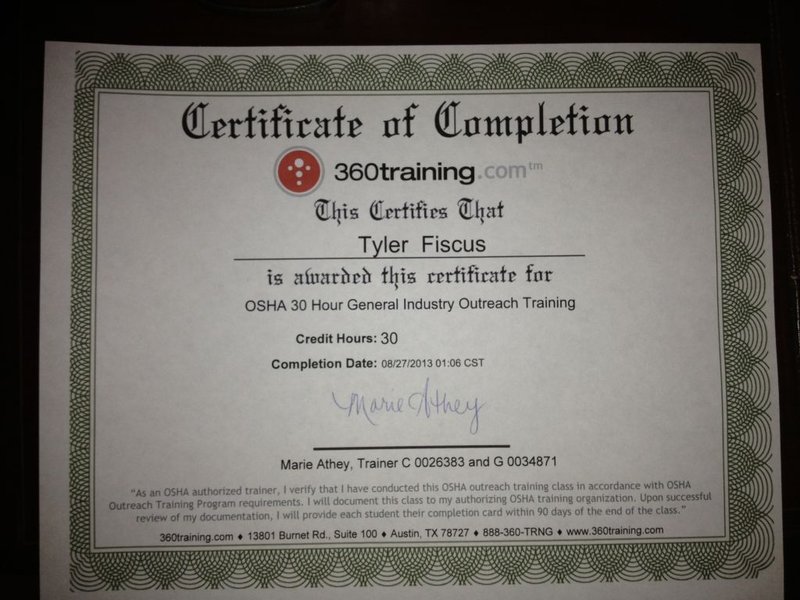 Certificate of Completion
360training.com™
This Certifies That
Tyler Fiscus
is awarded this certificate for
OSHA 30 Hour General Industry Outreach Training
Credit Hours: 30
Completion Date: 08/27/2013 01:06 CST
Marie Athey
Marie Athey, Trainer C 0026383 and G 0034871
"As an OSHA authorized trainer, I verify that I have conducted this OSHA outreach training class in accordance with OSHA
Outreach Training Program requirements. I will document this class to my authorizing OSHA training organization. Upon successful
review of my documentation, I will provide each student their completion card within 90 days of the end of the class."
360training.com ♦ 13801 Burnet Rd., Suite 100 ♦ Austin, TX 78727 ♦ 888-360-TRNG ♦ www.360training.com